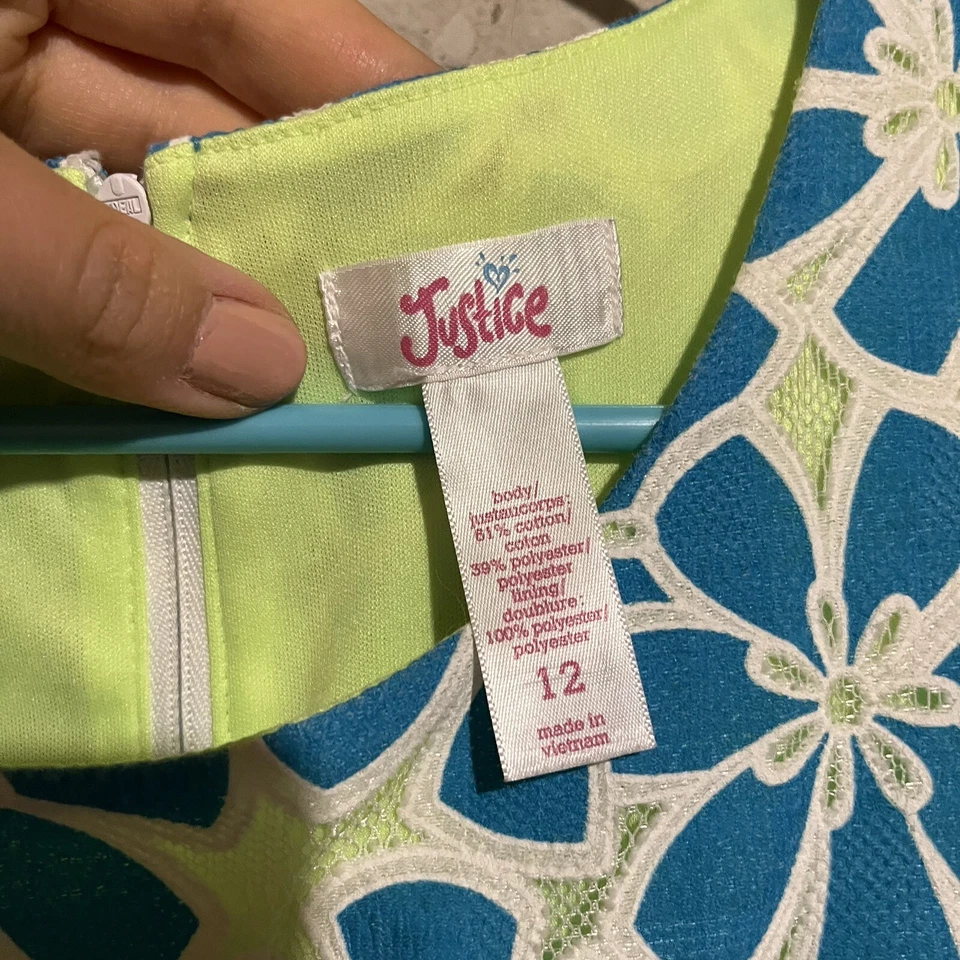 Justice
body/
justaucorps:
61% cotton/
coton
39% polyester/
polyester
lining/
doublure:
100% polyester/
polyester
12
made in
vietnam